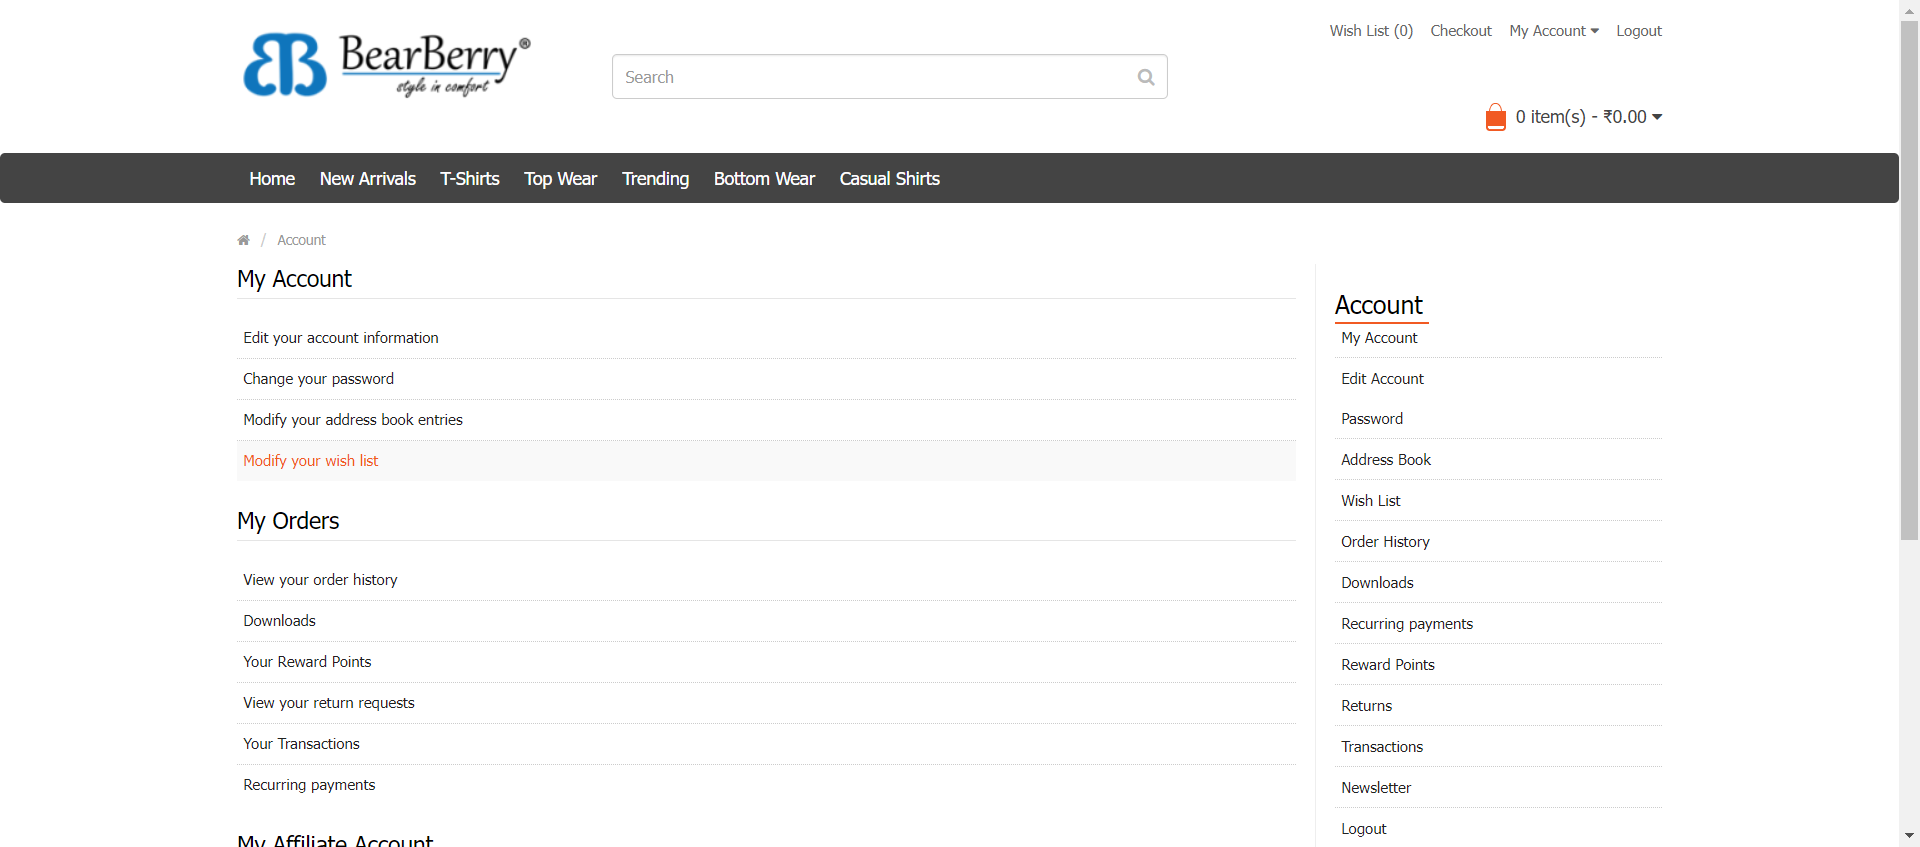 Wish List (0) Checkout My Account Logout
BearBerry®
style in comfort
Search
0 item(s) - ₹0.00
Home New Arrivals T-Shirts Top Wear Trending Bottom Wear Casual Shirts
/ Account
My Account
Edit your account information
Change your password
Modify your address book entries
Modify your wish list
My Orders
View your order history
Downloads
Your Reward Points
View your return requests
Your Transactions
Recurring payments
My Affiliate Account
Account
My Account
Edit Account
Password
Address Book
Wish List
Order History
Downloads
Recurring payments
Reward Points
Returns
Transactions
Newsletter
Logout